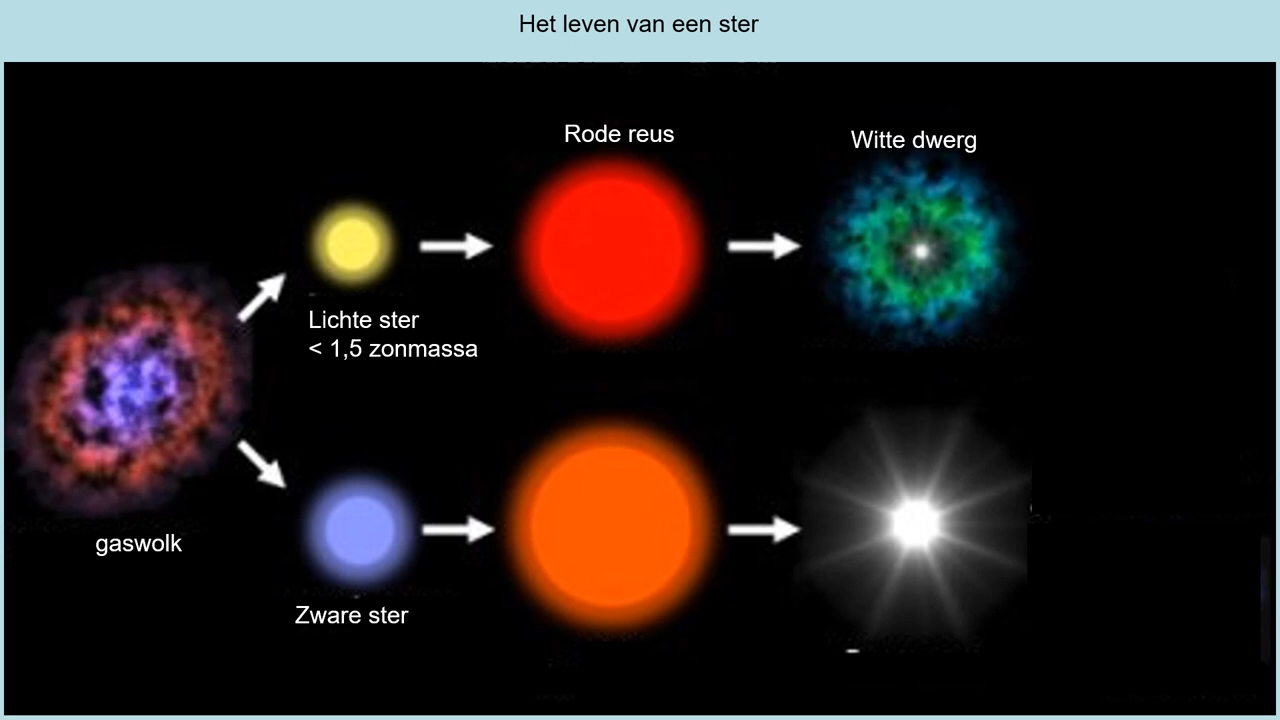 Het leven van een ster
Rode reus
Witte dwerg
Lichte ster
< 1,5 zonmassa
gaswolk
Zware ster